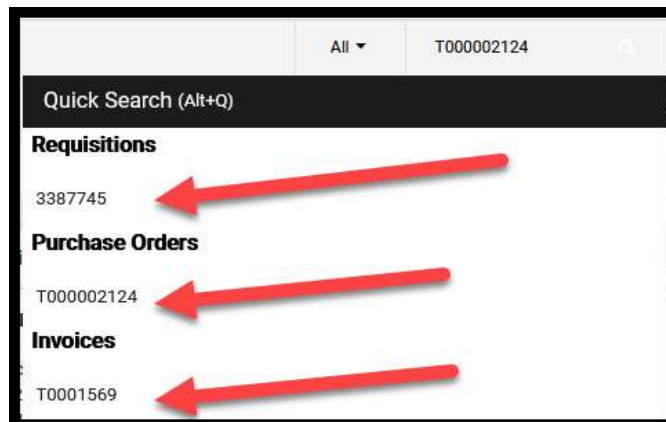 All T000002124
Quick Search (Alt+Q)
Requisitions
3387745
Purchase Orders
T000002124
Invoices
T0001569